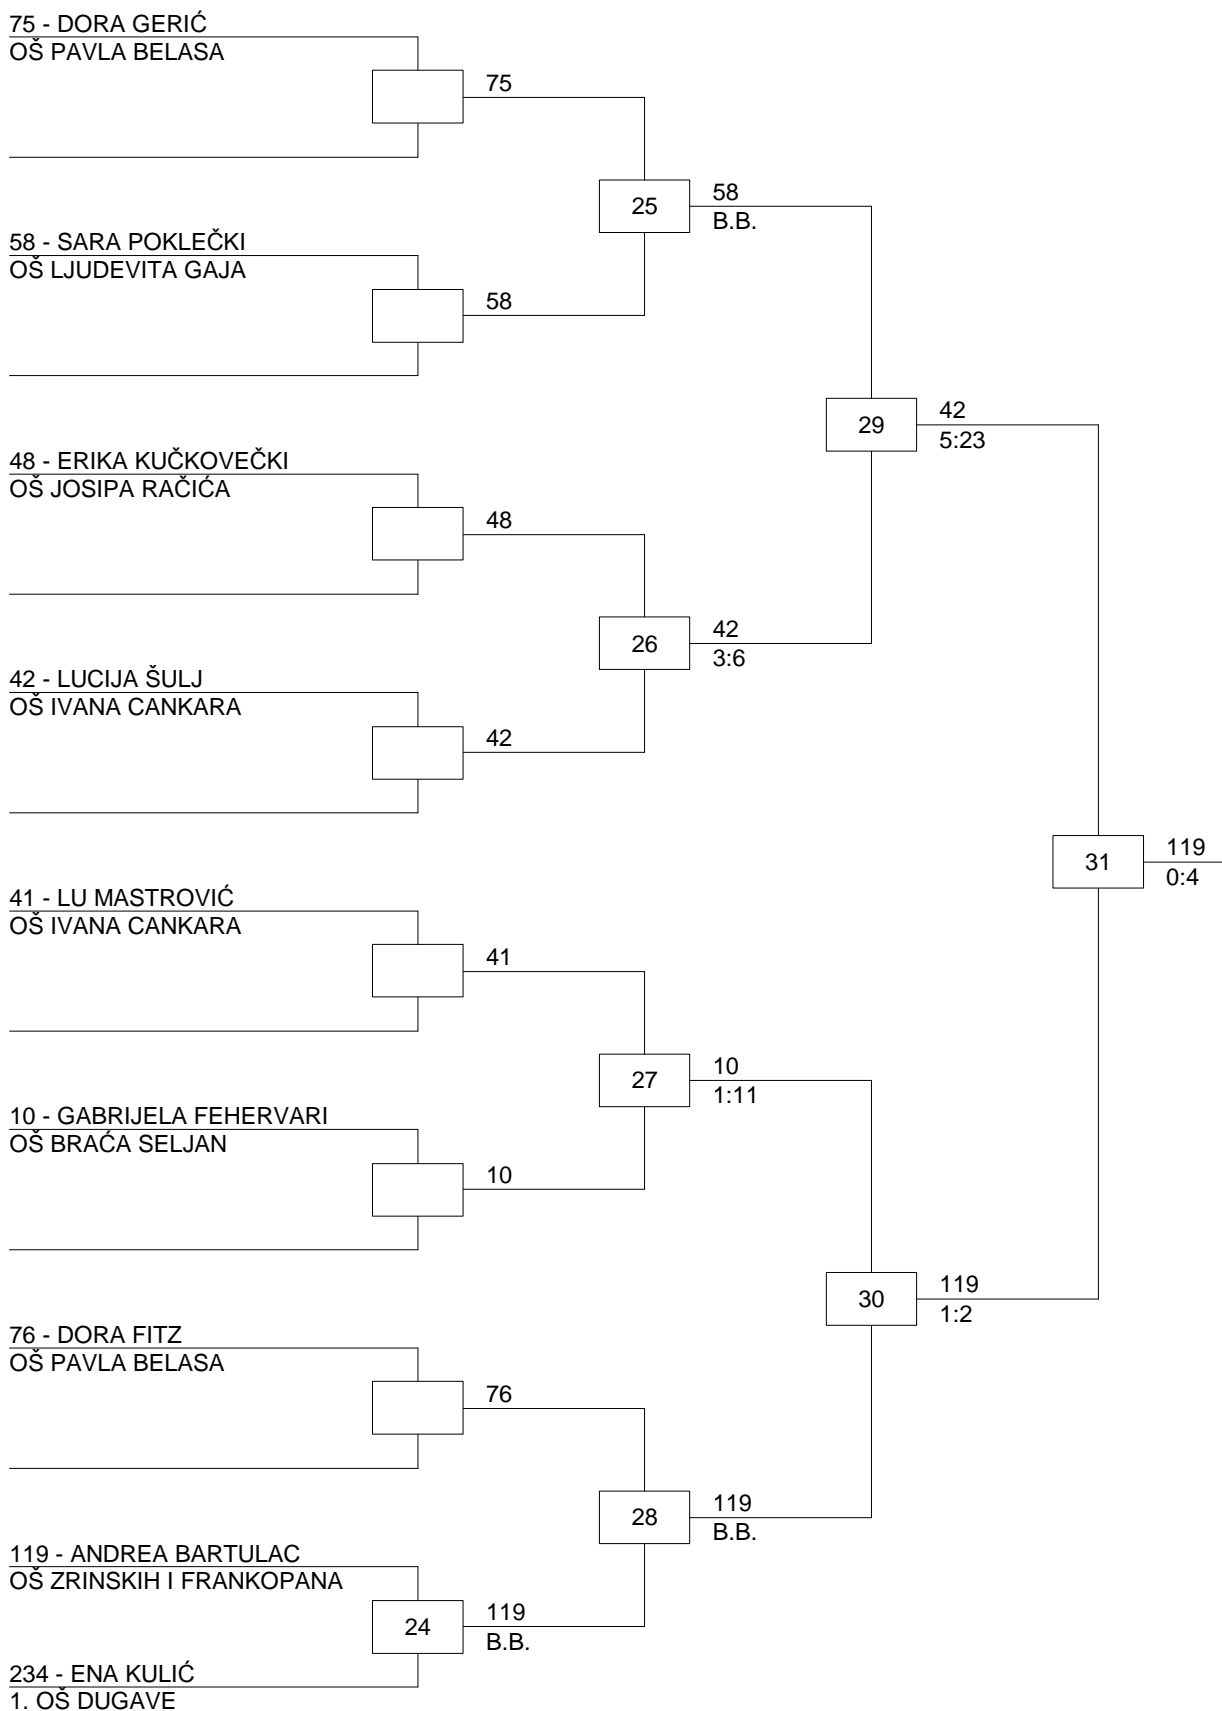 75 - DORA GERIĆ
OŠ PAVLA BELASA
75
25
58
B.B.
58 - SARA POKLEČKI
OŠ LJUDEVITA GAJA
58
29
42
5:23
48 - ERIKA KUČKOVEČKI
OŠ JOSIPA RAČIĆA
48
26
42
3:6
42 - LUCIJA ŠULJ
OŠ IVANA CANKARA
42
31
119
0:4
41 - LU MASTROVIĆ
OŠ IVANA CANKARA
41
27
10
1:11
10 - GABRIJELA FEHERVARI
OŠ BRAĆA SELJAN
10
30
119
1:2
76 - DORA FITZ
OŠ PAVLA BELASA
76
28
119
B.B.
119 - ANDREA BARTULAC
OŠ ZRINSKIH I FRANKOPANA
24
119
B.B.
234 - ENA KULIĆ
1. OŠ DUGAVE